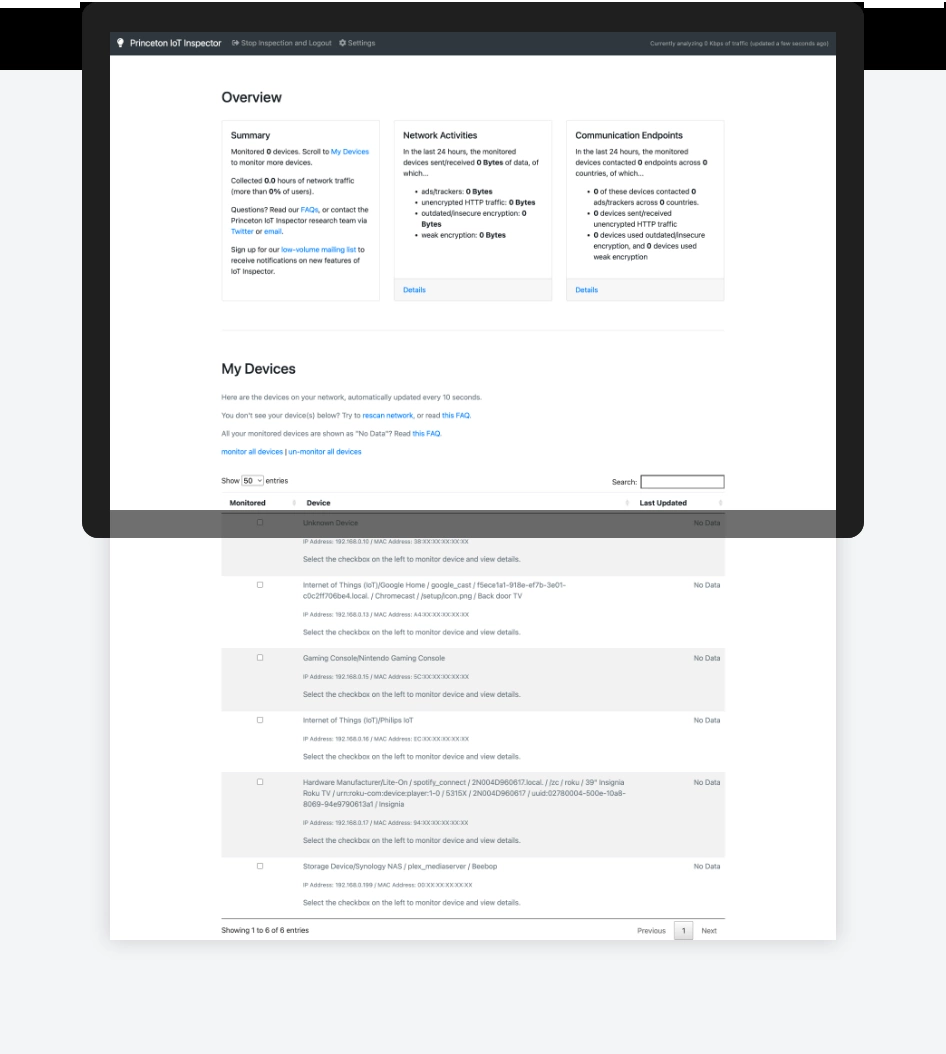 Princeton IoT Inspector Stop Inspection and Logout Settings Currently analyzing 0 Kbps of traffic (updated a few seconds ago)
Overview
Summary
Monitored 0 devices. Scroll to My Devices
to monitor more devices.
Collected 0.0 hours of network traffic
(more than 0% of users).
Questions? Read our FAQs, or contact the
Princeton IoT Inspector research team via
Twitter or email.
Sign up for our low-volume mailing list to
receive notifications on new features of
IoT Inspector.
Network Activities
In the last 24 hours, the monitored
devices sent/received 0 Bytes of data, of
which...
• ads/trackers: 0 Bytes
• unencrypted HTTP traffic: 0 Bytes
• outdated/insecure encryption: 0
Bytes
• weak encryption: 0 Bytes
Details
Communication Endpoints
In the last 24 hours, the monitored
devices contacted 0 endpoints across 0
countries, of which...
• 0 of these devices contacted 0
ads/trackers across 0 countries.
• 0 devices sent/received
unencrypted HTTP traffic
• 0 devices used outdated/insecure
encryption, and 0 devices used
weak encryption
Details
My Devices
Here are the devices on your network, automatically updated every 10 seconds.
You don't see your device(s) below? Try to rescan network, or read this FAQ.
All your monitored devices are shown as "No Data"? Read this FAQ.
monitor all devices | un-monitor all devices
Show 50 entries Search:
Monitored Device Last Updated
Unknown Device No Data
IP Address: 192.168.0.10 / MAC Address: 38:XX:XX:XX:XX:XX
Select the checkbox on the left to monitor device and view details.
Internet of Things (IoT)/Google Home / google_cast / f5ece1a1-918e-ef7b-3e01- No Data
c0c2ff706be4.local. / Chromecast / /setup/icon.png / Back door TV
IP Address: 192.168.0.13 / MAC Address: A4:XX:XX:XX:XX:XX
Select the checkbox on the left to monitor device and view details.
Gaming Console/Nintendo Gaming Console No Data
IP Address: 192.168.0.15 / MAC Address: 5C:XX:XX:XX:XX:XX
Select the checkbox on the left to monitor device and view details.
Internet of Things (IoT)/Philips IoT No Data
IP Address: 192.168.0.16 / MAC Address: EC:XX:XX:XX:XX:XX
Select the checkbox on the left to monitor device and view details.
Hardware Manufacturer/Lite-On / spotify_connect / 2N004D960617.local. / /zc / roku / 39" Insignia No Data
Roku TV / urn:roku-com:device:player:1-0 / 5315X / 2N004D960617 / uuid:02780004-500e-10a8-
8069-94e9790613a1 / Insignia
IP Address: 192.168.0.17 / MAC Address: 94:XX:XX:XX:XX:XX
Select the checkbox on the left to monitor device and view details.
Storage Device/Synology NAS / plex_mediaserver / Beebop No Data
IP Address: 192.168.0.199 / MAC Address: 00:XX:XX:XX:XX:XX
Select the checkbox on the left to monitor device and view details.
Showing 1 to 6 of 6 entries Previous 1 Next